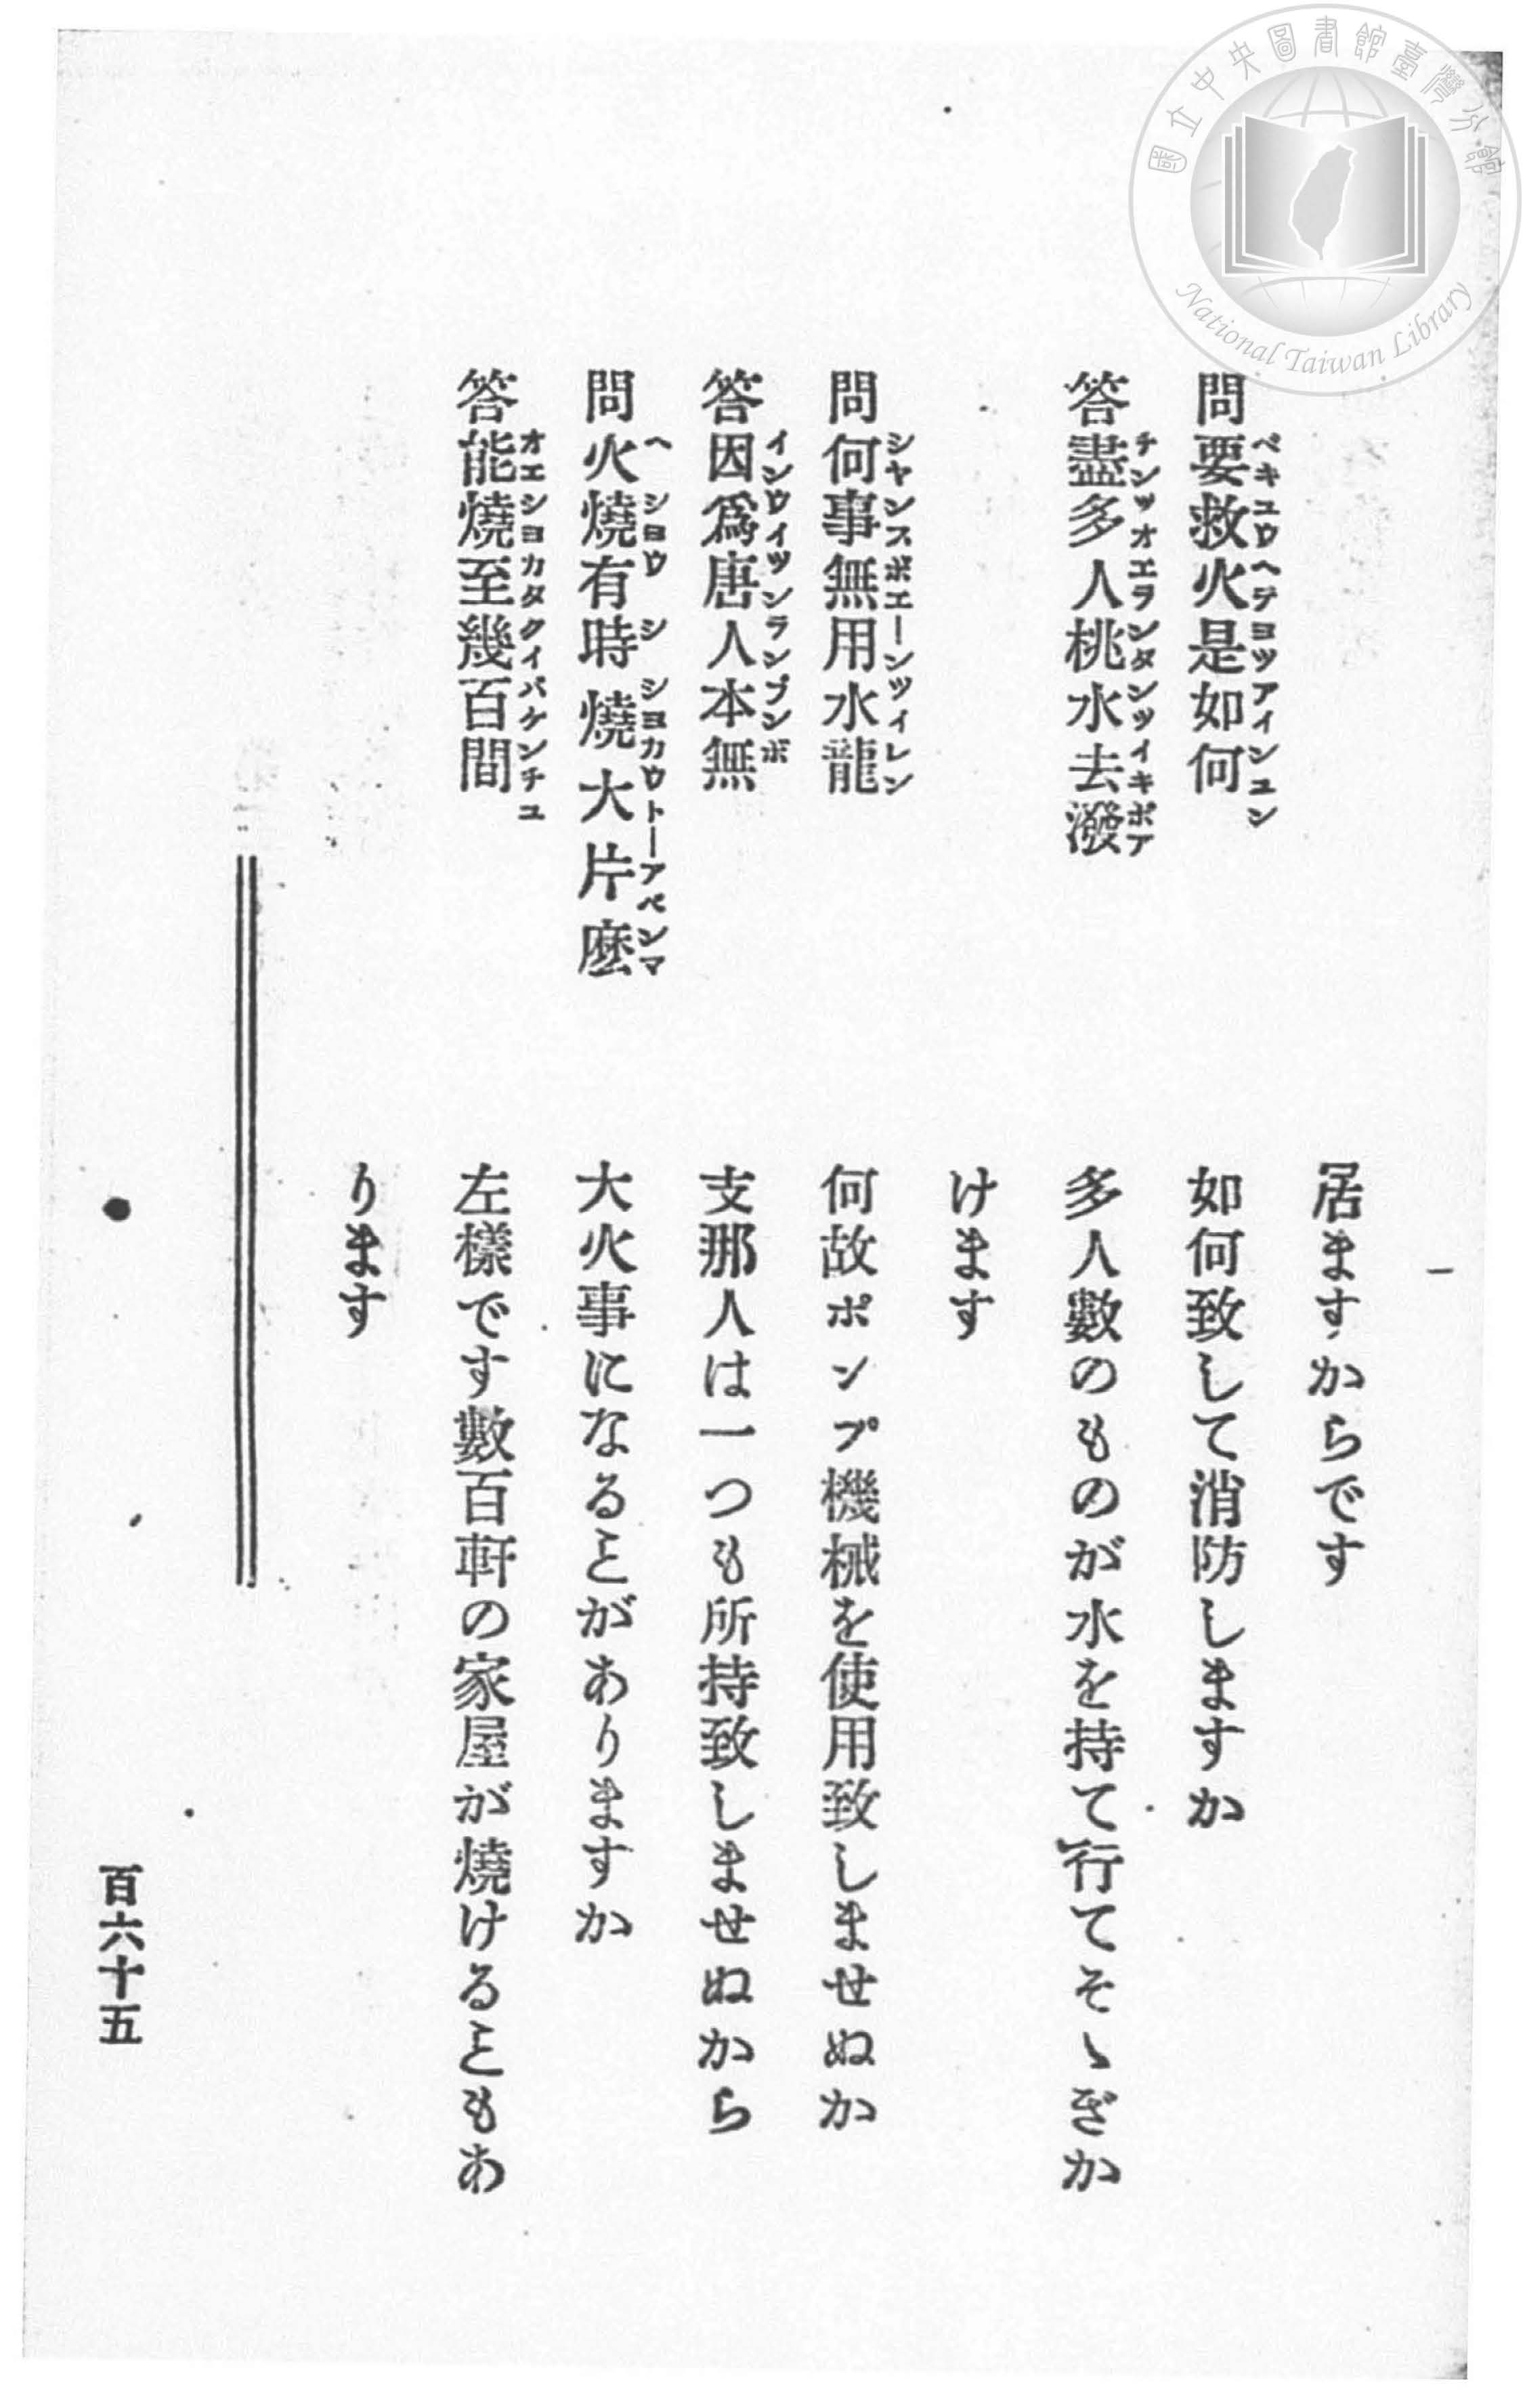 國立中央圖書館臺灣分館
National Taiwan Library
居ますからです
問要救火是如何
ベキユウヘテヨツアイシユン
如何致して消防しますか
答盡多人桃水去潑
チンツオエランタンツイキポア
多人數のものが水を持て行てそゝぎか
けます
問何事無用水龍
シヤンスボエーンツイレン
何故ポンプ機械を使用致しませぬか
答因爲唐人本無
インウイツンランプンボ
支那人は一つも所持致しませぬから
問火燒有時燒大片麽
ヘシヨウシシヨカウトーアペンマ
大火事になるヿがありますか
答能燒至幾百間
オエシヨカタクイパケンチユ
左樣です數百軒の家屋が燒けるヿもあ
ります
百六十五